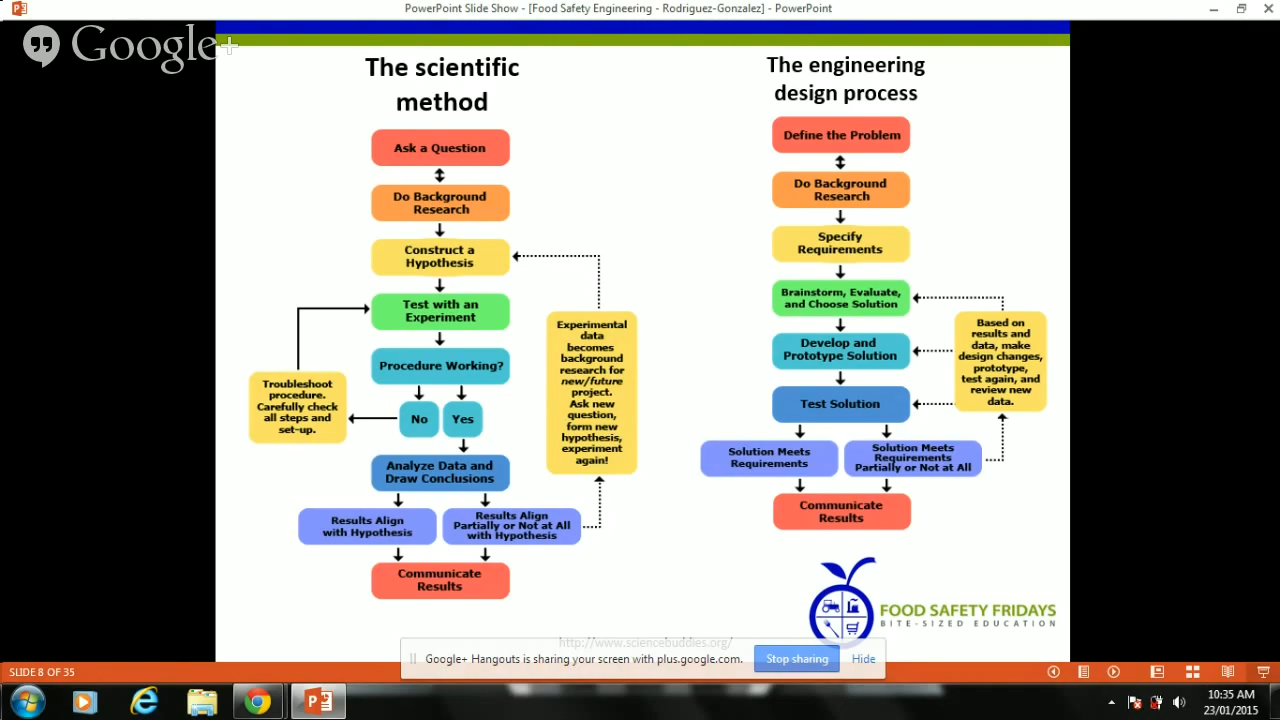 PowerPoint Slide Show - [Food Safety Engineering - Rodriguez-Gonzalez] - PowerPoint
Google+
The scientific
method
Ask a Question
Do Background
Research
Construct a
Hypothesis
Test with an
Experiment
Procedure Working?
No
Yes
Troubleshoot
procedure.
Carefully check
all steps and
set-up.
Analyze Data and
Draw Conclusions
Results Align
with Hypothesis
Results Align
Partially or Not at All
with Hypothesis
Communicate
Results
Experimental
data
becomes
background
research for
new/future
project.
Ask new
question,
form new
hypothesis,
experiment
again!
The engineering
design process
Define the Problem
Do Background
Research
Specify
Requirements
Brainstorm, Evaluate,
and Choose Solution
Develop and
Prototype Solution
Test Solution
Solution Meets
Requirements
Solution Meets
Requirements
Partially or Not at All
Communicate
Results
Based on
results and
data, make
design changes,
prototype,
test again, and
review new
data.
FOOD SAFETY FRIDAYS
BITE-SIZED EDUCATION
http://www.sciencebuddies.org/
Google+ Hangouts is sharing your screen with plus.google.com.
Stop sharing
Hide
SLIDE 8 OF 35
10:35 AM
23/01/2015